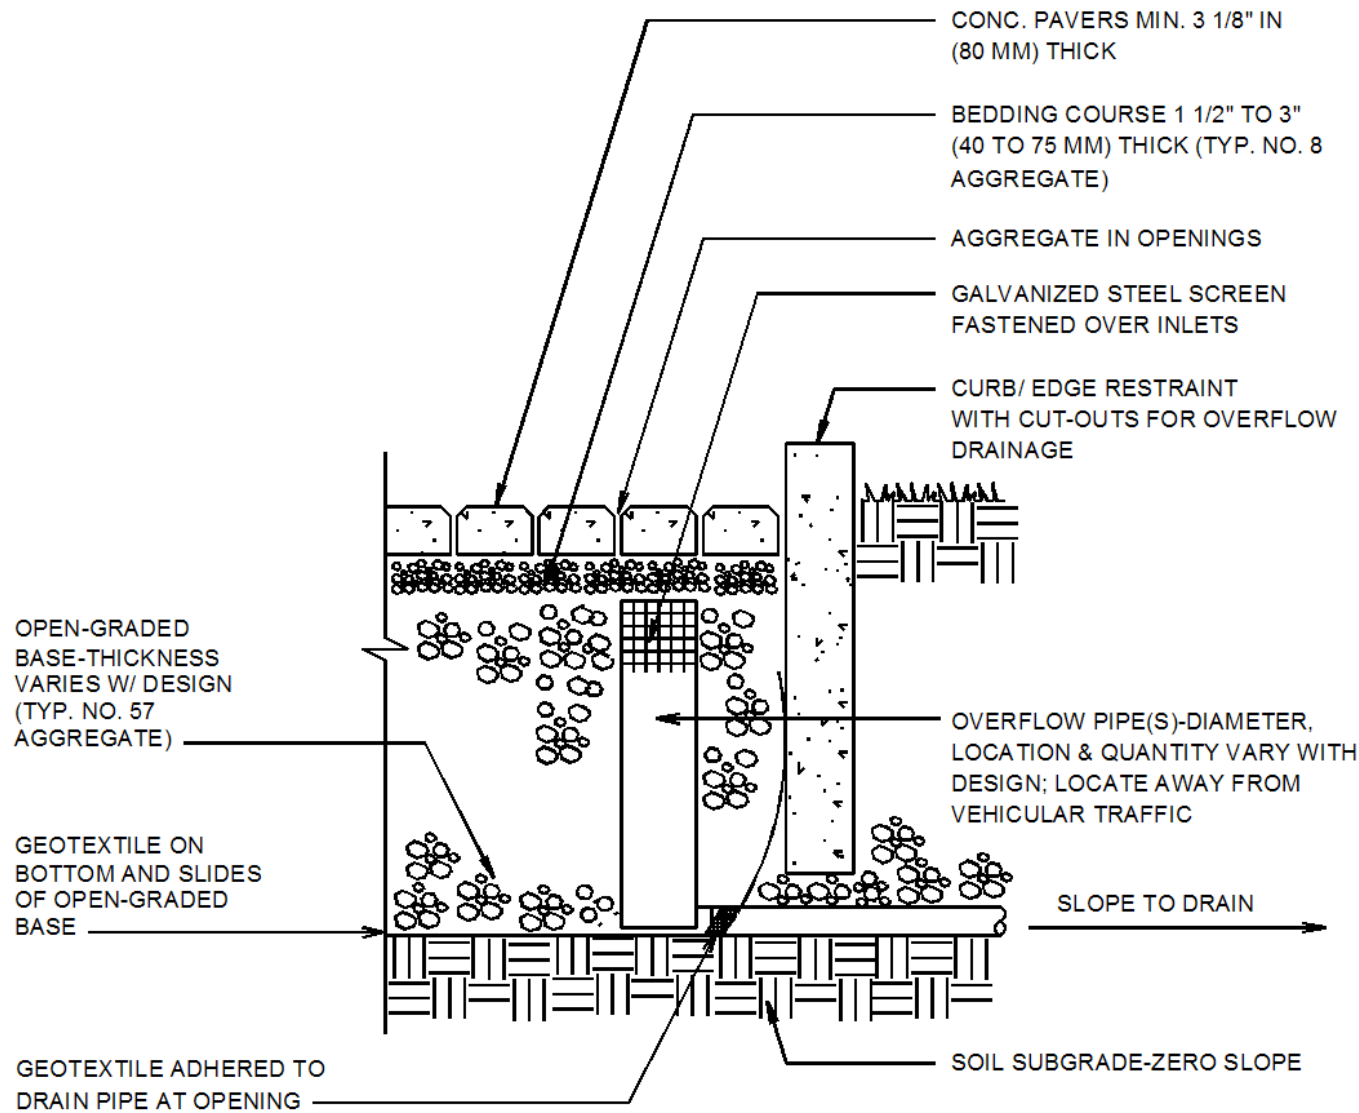 CONC. PAVERS MIN. 3 1/8" IN
(80 MM) THICK
BEDDING COURSE 1 1/2" TO 3"
(40 TO 75 MM) THICK (TYP. NO. 8
AGGREGATE)
AGGREGATE IN OPENINGS
GALVANIZED STEEL SCREEN
FASTENED OVER INLETS
CURB/ EDGE RESTRAINT
WITH CUT-OUTS FOR OVERFLOW
DRAINAGE
OPEN-GRADED
BASE-THICKNESS
VARIES W/ DESIGN
(TYP. NO. 57
AGGREGATE)
OVERFLOW PIPE(S)-DIAMETER,
LOCATION & QUANTITY VARY WITH
DESIGN; LOCATE AWAY FROM
VEHICULAR TRAFFIC
GEOTEXTILE ON
BOTTOM AND SLIDES
OF OPEN-GRADED
BASE
SLOPE TO DRAIN
GEOTEXTILE ADHERED TO
DRAIN PIPE AT OPENING
SOIL SUBGRADE-ZERO SLOPE